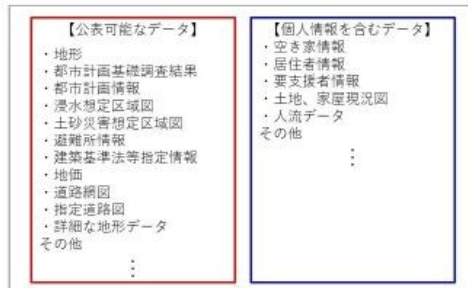 【公表可能なデータ】
・地形
・都市計画基礎調査結果
・都市計画情報
・浸水想定区域図
・土砂災害想定区域図
・避難所情報
・建築基準法等指定情報
・地価
・道路網図
・指定道路図
・詳細な地形データ
その他
⋮
【個人情報を含むデータ】
・空き家情報
・居住者情報
・要支援者情報
・土地、家屋現況図
・人流データ
その他
⋮